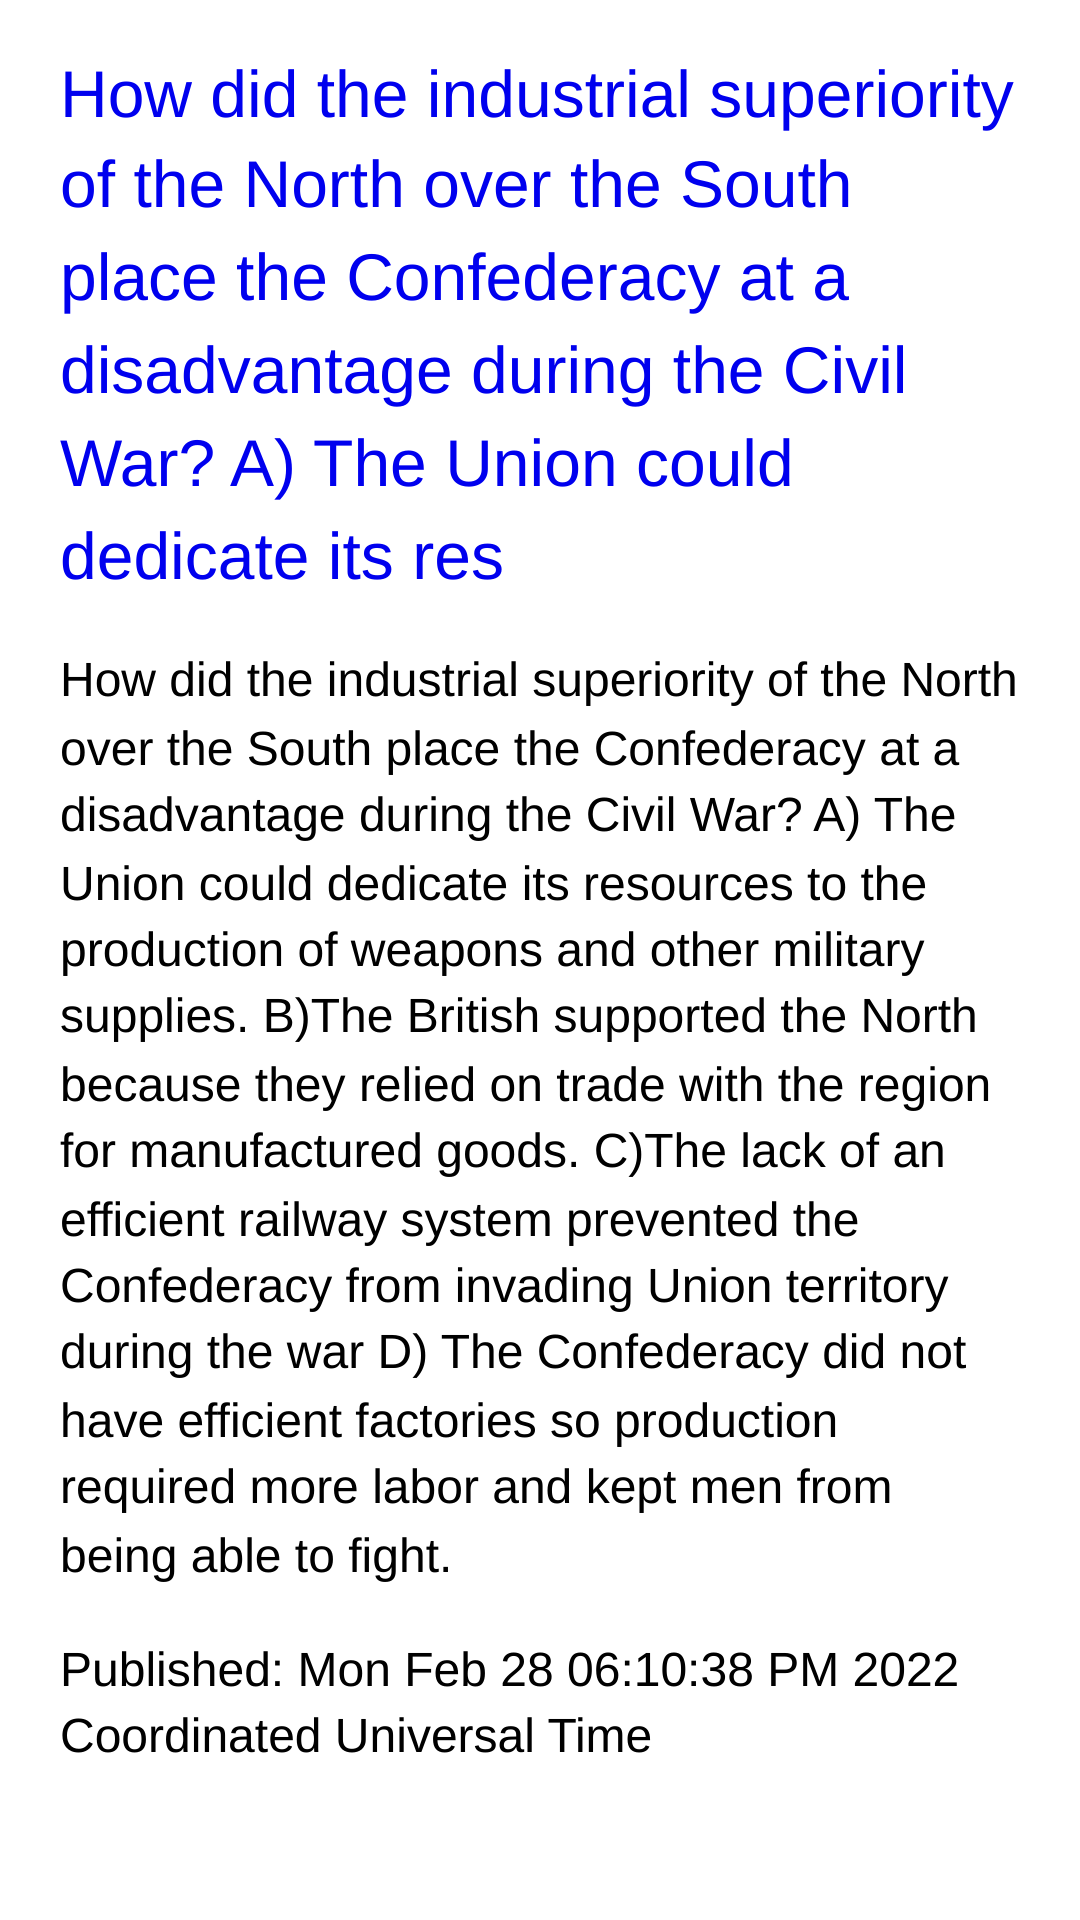 How did the industrial superiority
of the North over the South
place the Confederacy at a
disadvantage during the Civil
War? A) The Union could
dedicate its res
How did the industrial superiority of the North
over the South place the Confederacy at a
disadvantage during the Civil War? A) The
Union could dedicate its resources to the
production of weapons and other military
supplies. B)The British supported the North
because they relied on trade with the region
for manufactured goods. C)The lack of an
efficient railway system prevented the
Confederacy from invading Union territory
during the war D) The Confederacy did not
have efficient factories so production
required more labor and kept men from
being able to fight.
Published: Mon Feb 28 06:10:38 PM 2022
Coordinated Universal Time